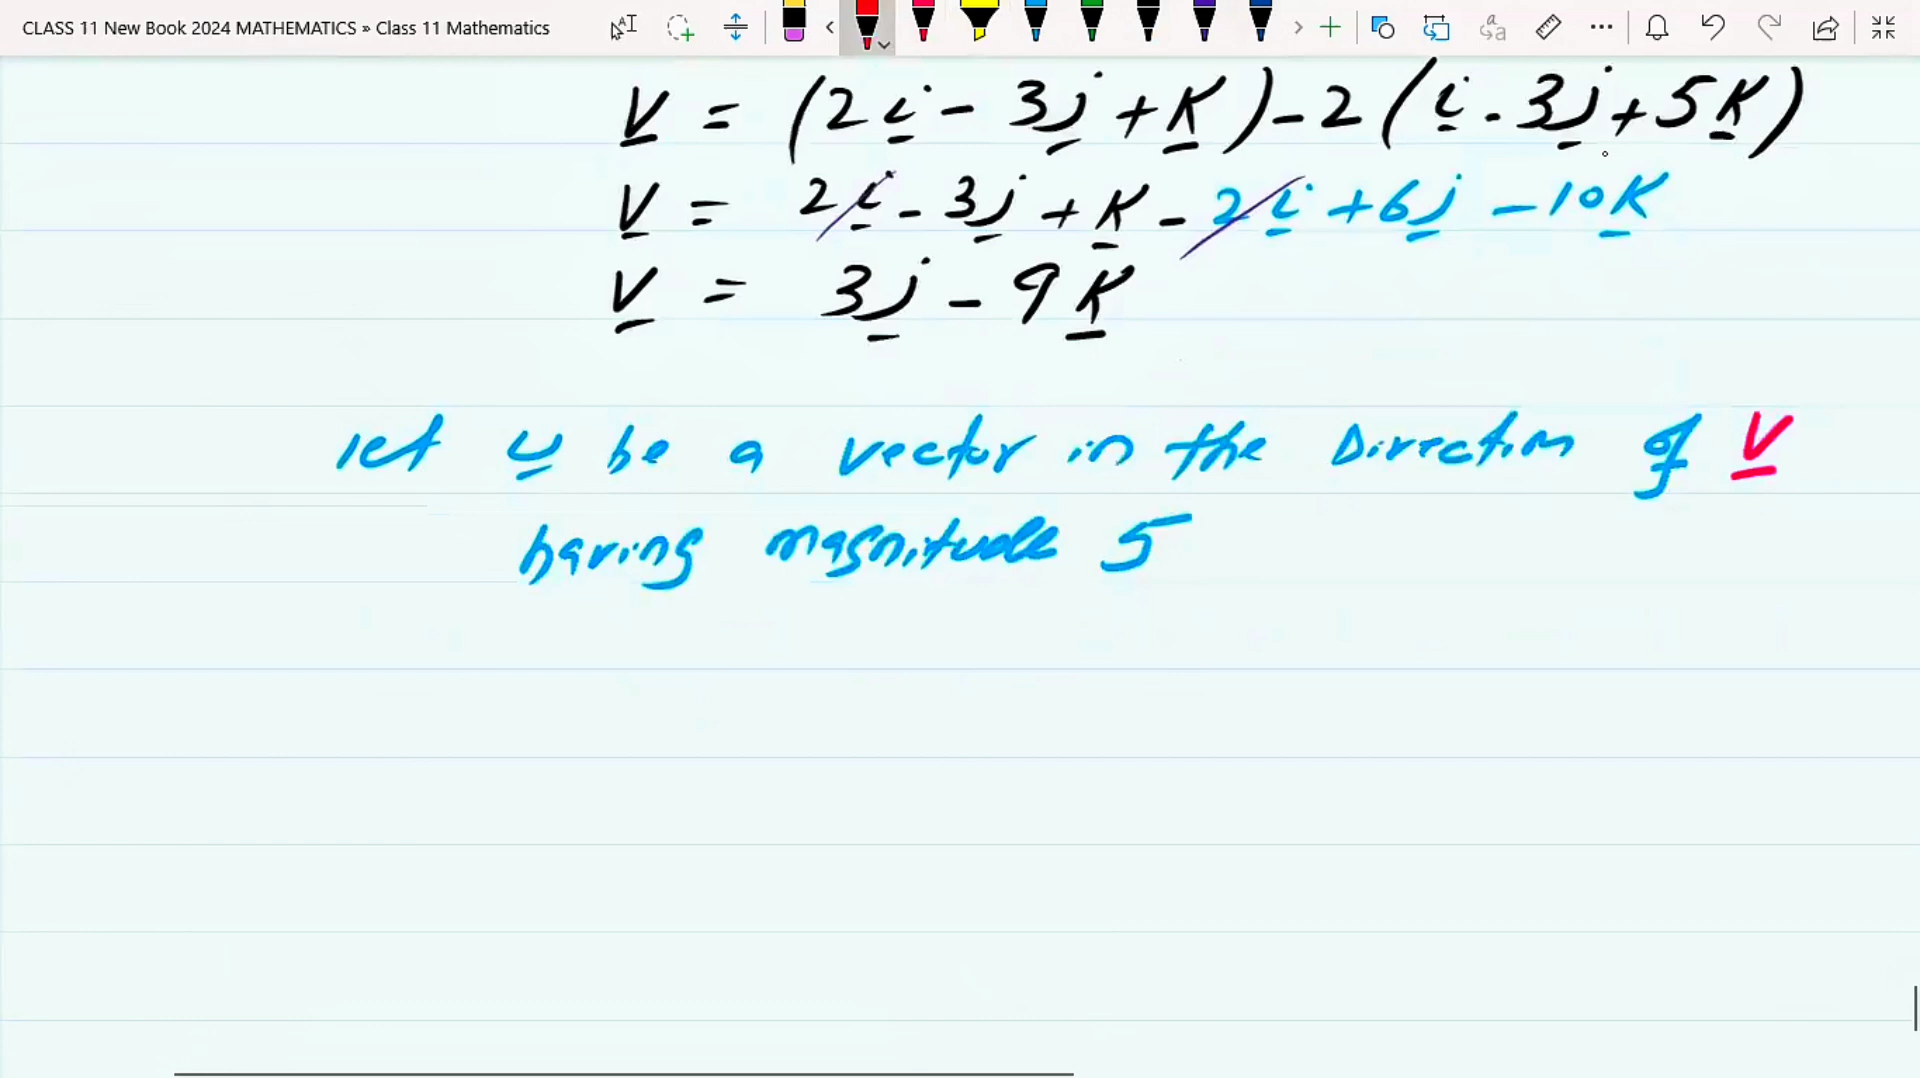 CLASS 11 New Book 2024 MATHEMATICS » Class 11 Mathematics
V = (2i - 3j + K) - 2(i - 3j + 5K)
V = 2i - 3j + K - 2i + 6j - 10K
V = 3j - 9K
let u be a vector in the Direction of V
having magnitude 5